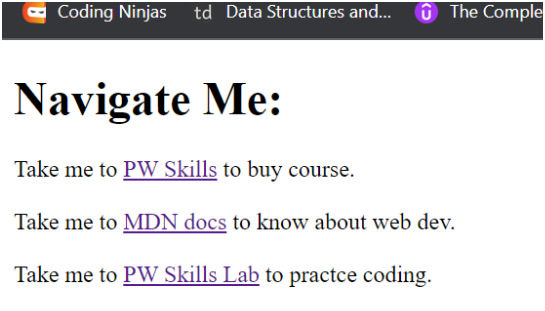 Coding Ninjas td Data Structures and... û The Comple
Navigate Me:
Take me to PW Skills to buy course.
Take me to MDN docs to know about web dev.
Take me to PW Skills Lab to practce coding.